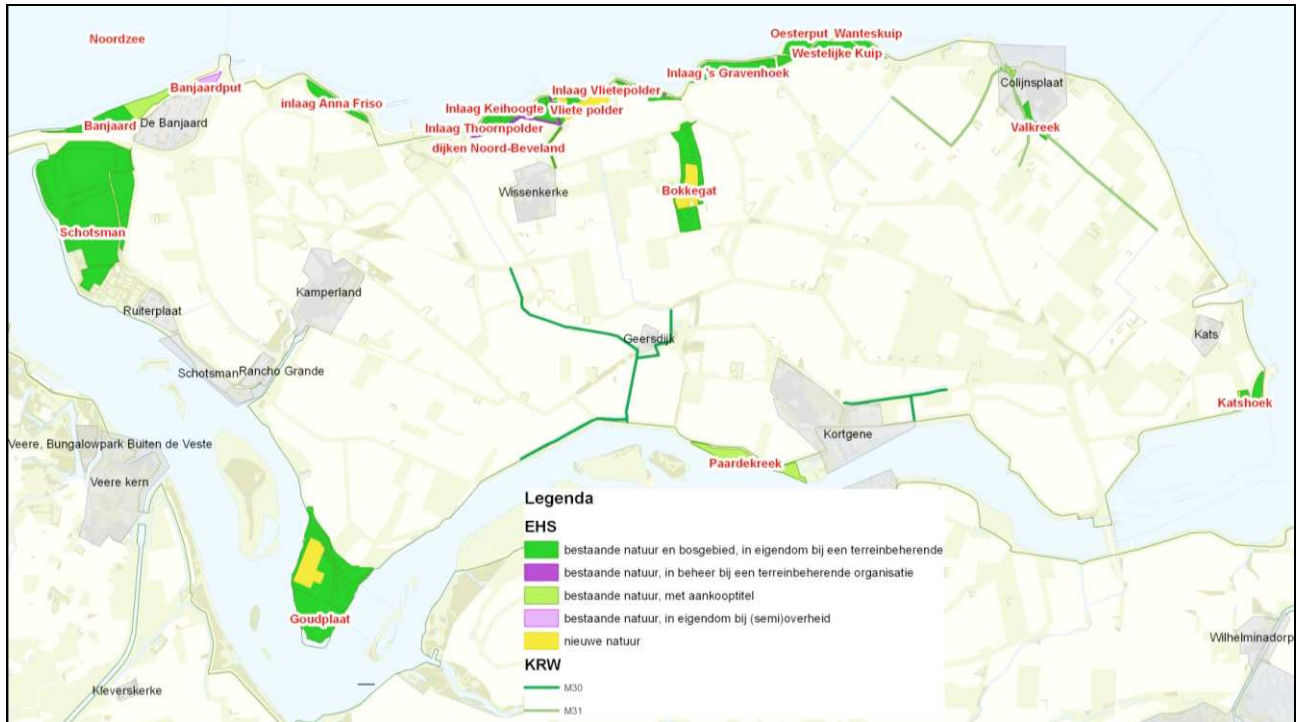 Noordzee
Oesterput Wanteskuip
Westelijke Kuip
Inlaag 's Gravenhoek
Colijnsplaat
Banjaardput
inlaag Anna Friso
Inlaag Vlietepolder
Inlaag Keihoogte
Vliete polder
Banjaard
De Banjaard
Inlaag Thoornpolder
Valkreek
dijken Noord-Beveland
Wissenkerke
Bokkegat
Schotsman
Kamperland
Ruiterplaat
Geersdijk
Kats
Schotsman
Rancho Grande
Katshoek
Veere, Bungalowpark Buiten de Veste
Kortgene
Paardekreek
Veere kern
Legenda
EHS
bestaande natuur en bosgebied, in eigendom bij een terreinbeherende
bestaande natuur, in beheer bij een terreinbeherende organisatie
bestaande natuur, met aankooptitel
bestaande natuur, in eigendom bij (semi)overheid
nieuwe natuur
Goudplaat
Wilhelminadorp
KRW
Kleverskerke
M30
M31